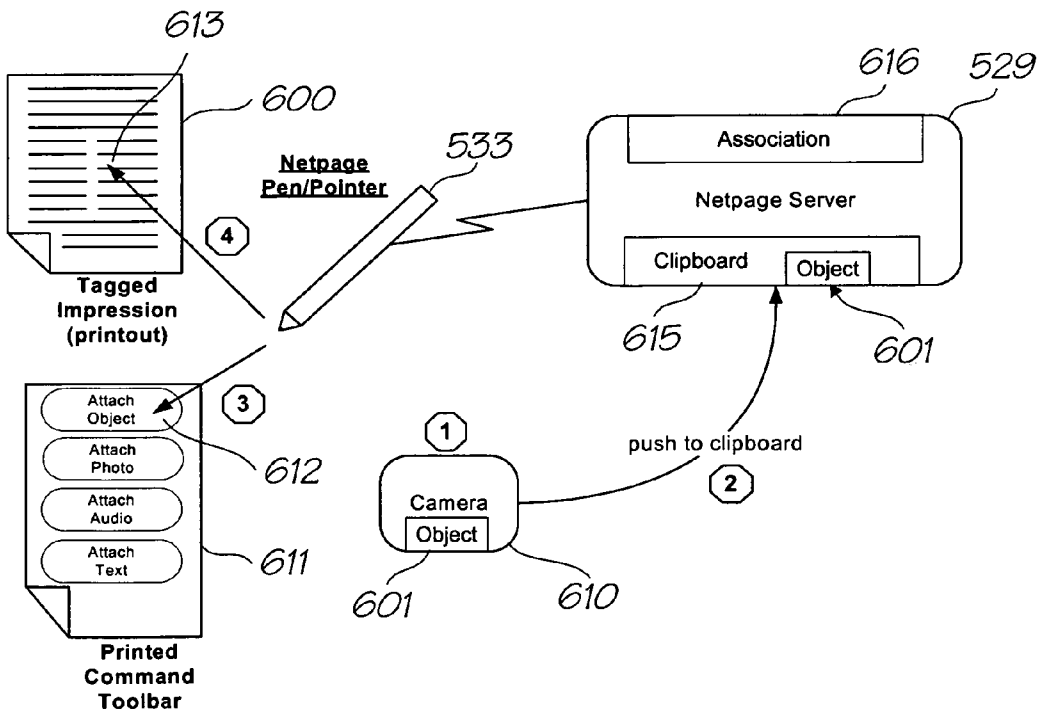 613
600
Netpage
Pen/Pointer
533
616
529
Association
Netpage Server
Clipboard
Object
615
601
4
Tagged
Impression
(printout)
3
Attach
Object
612
Attach
Photo
Attach
Audio
Attach
Text
611
Printed
Command
Toolbar
1
Camera
Object
601
610
push to clipboard
2